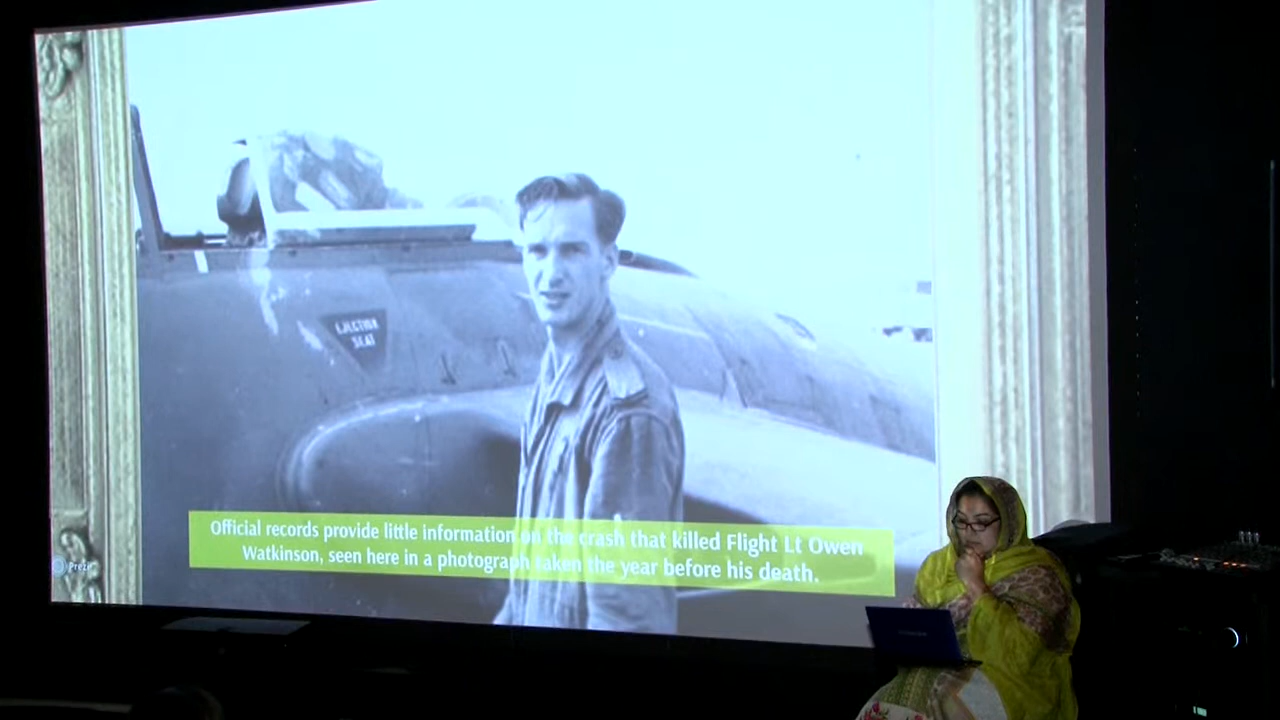 EJECTION
SEAT
Official records provide little information on the crash that killed Flight Lt Owen
Watkinson, seen here in a photograph taken the year before his death.
Prezi